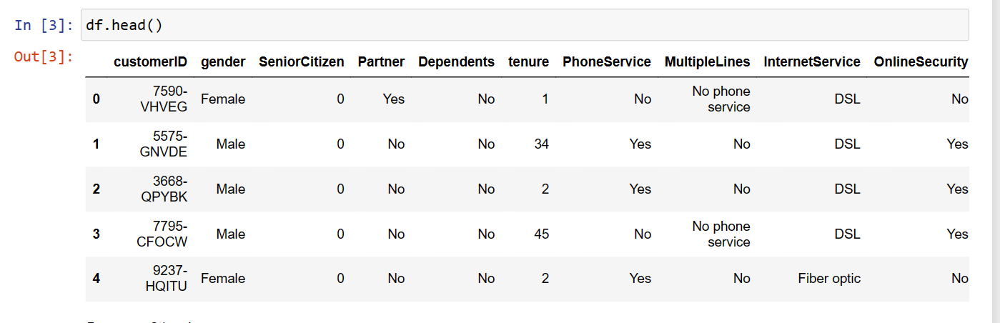 In [3]: df.head()
Out[3]:
customerID gender SeniorCitizen Partner Dependents tenure PhoneService MultipleLines InternetService OnlineSecurity
0 7590-VHVEG Female 0 Yes No 1 No No phone service DSL No
1 5575-GNVDE Male 0 No No 34 Yes No DSL Yes
2 3668-QPYBK Male 0 No No 2 Yes No DSL Yes
3 7795-CFOCW Male 0 No No 45 No No phone service DSL Yes
4 9237-HQITU Female 0 No No 2 Yes No Fiber optic No